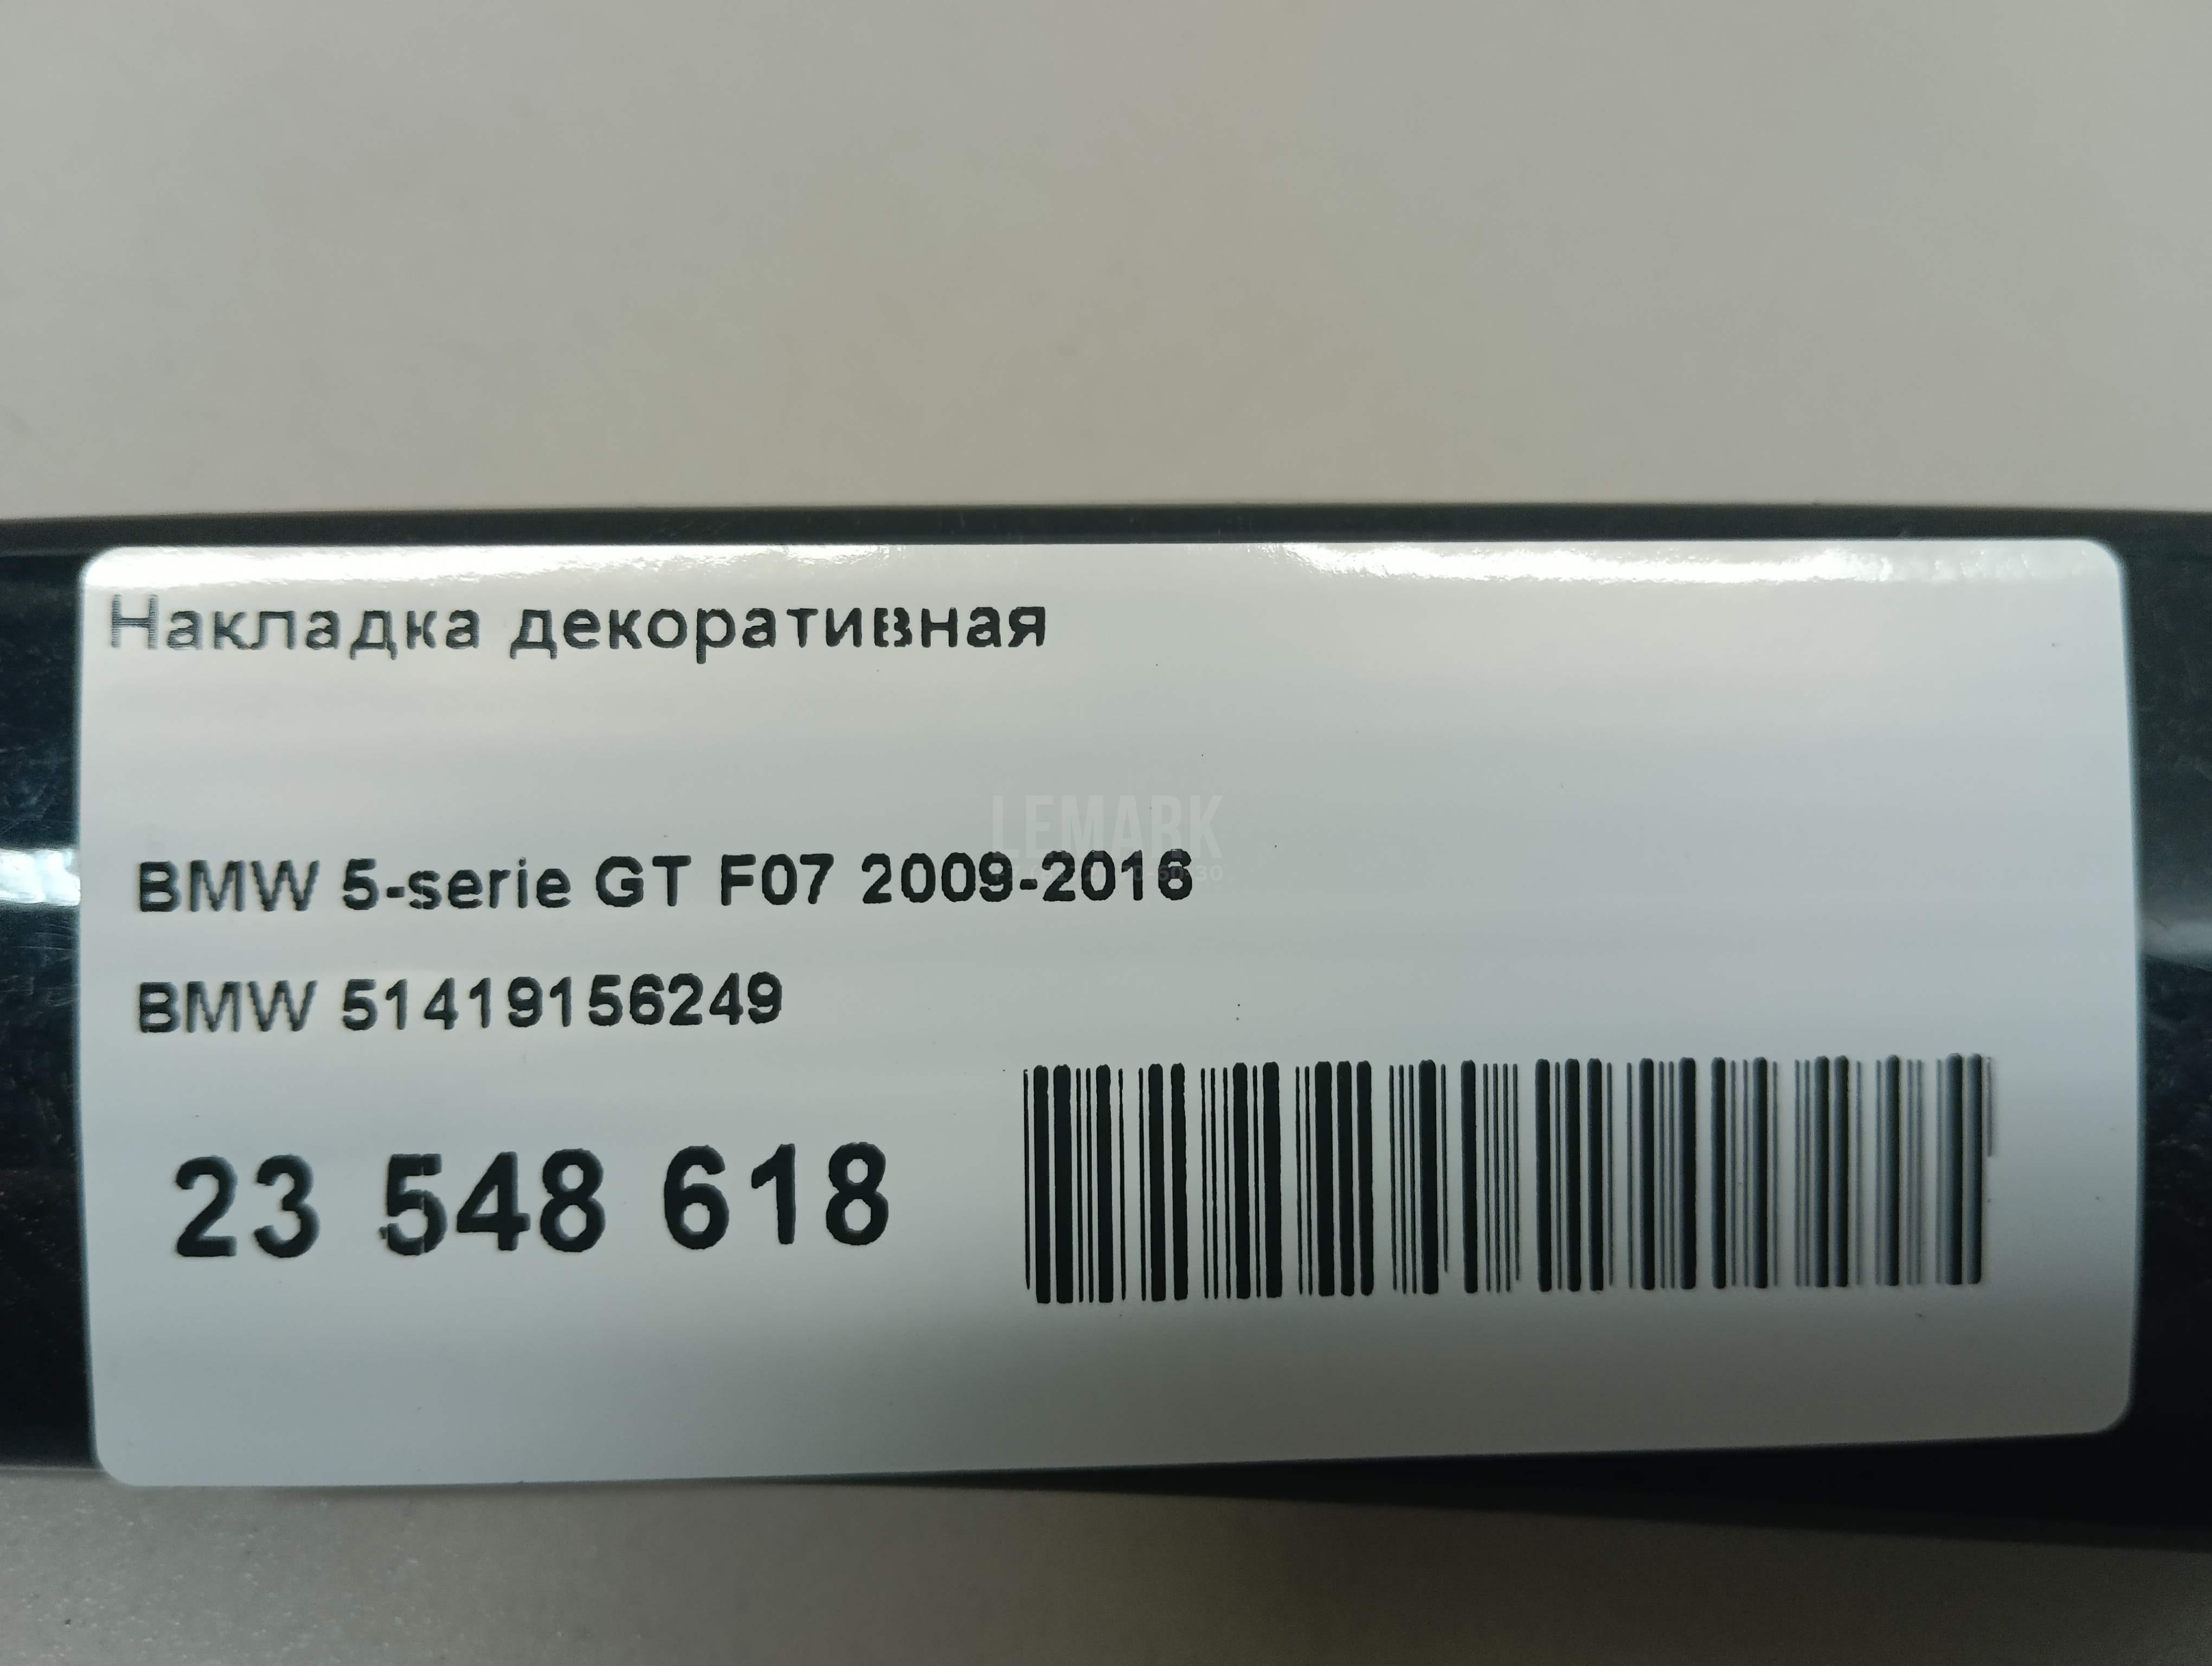 Накладка декоративная
LEMARK
BMW 5-serie GT F07 2009-2016
BMW 51419156249
23 548 618